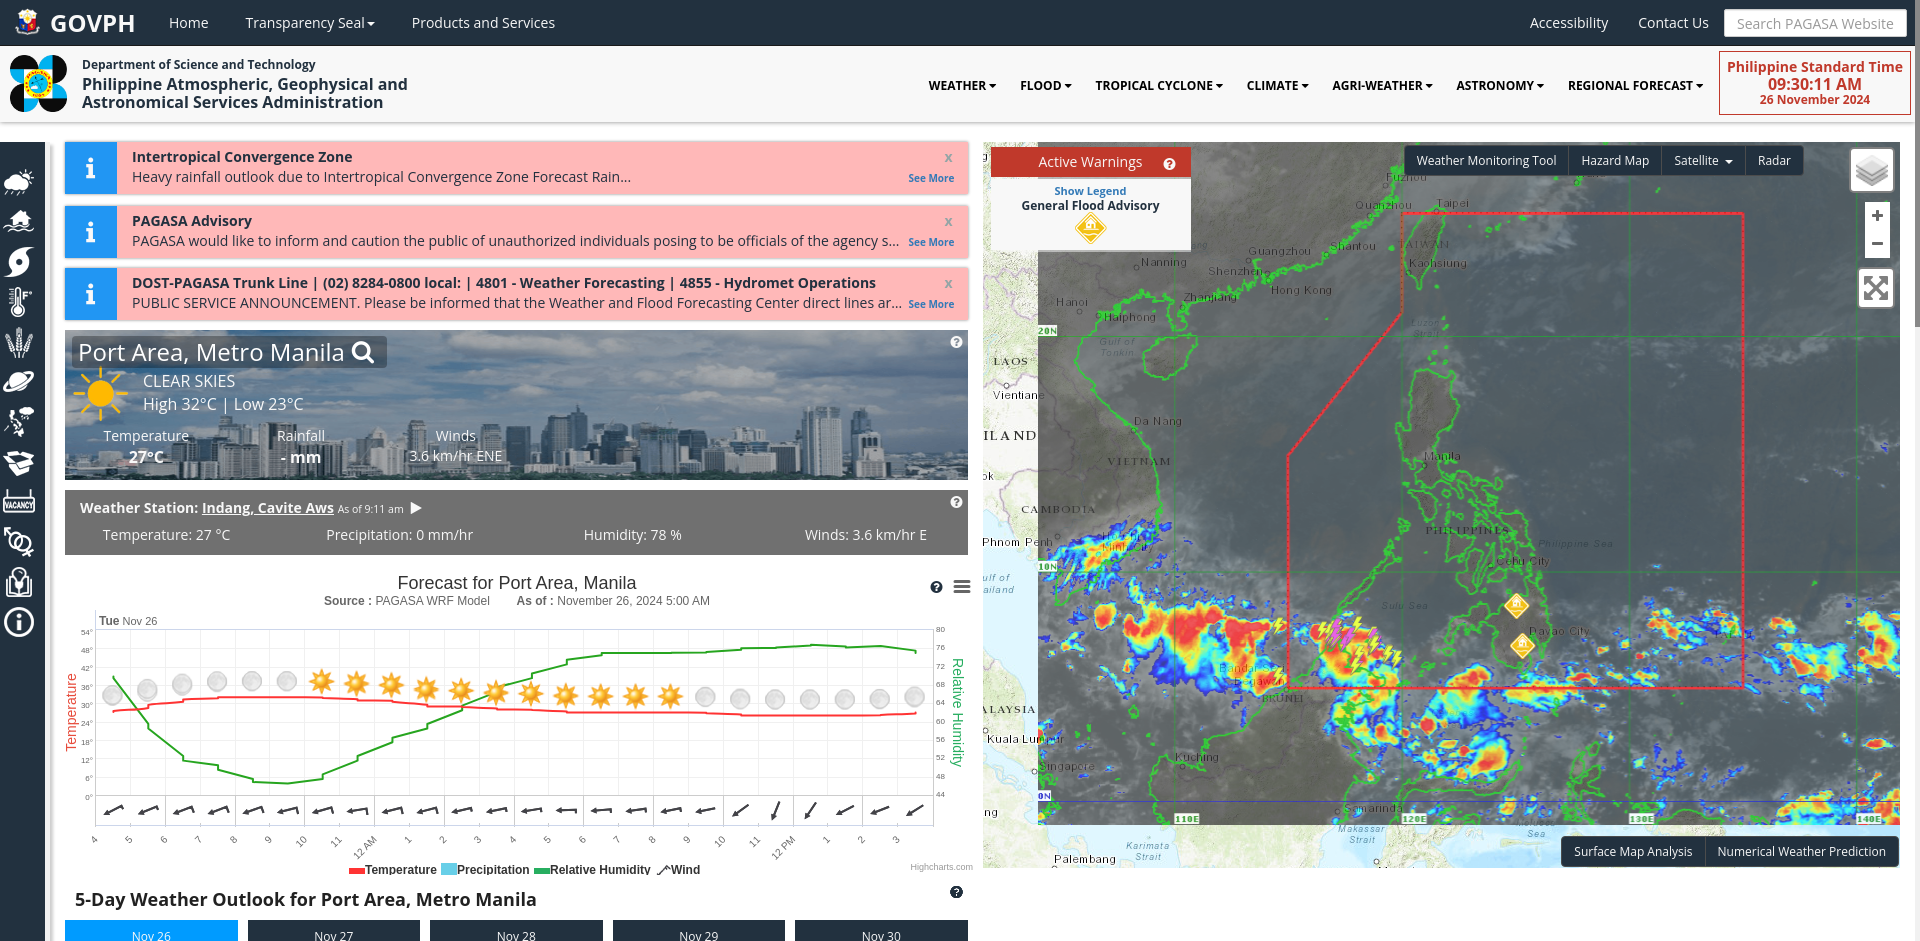 GOVPH
Home
Transparency Seal
Products and Services
Accessibility
Contact Us
Search PAGASA Website
Department of Science and Technology
Philippine Atmospheric, Geophysical and
Astronomical Services Administration
WEATHER
FLOOD
TROPICAL CYCLONE
CLIMATE
AGRI-WEATHER
ASTRONOMY
REGIONAL FORECAST
Philippine Standard Time
09:30:11 AM
26 November 2024
Intertropical Convergence Zone
x
Heavy rainfall outlook due to Intertropical Convergence Zone Forecast Rain...
See More
PAGASA Advisory
x
PAGASA would like to inform and caution the public of unauthorized individuals posing to be officials of the agency s...
See More
DOST-PAGASA Trunk Line | (02) 8284-0800 local: | 4801 - Weather Forecasting | 4855 - Hydromet Operations
x
PUBLIC SERVICE ANNOUNCEMENT. Please be informed that the Weather and Flood Forecasting Center direct lines ar...
See More
VACANCY
Port Area, Metro Manila
CLEAR SKIES
High 32°C | Low 23°C
Temperature
27°C
Rainfall
- mm
Winds
3.6 km/hr ENE
Weather Station: Indang, Cavite Aws As of 9:11 am
Temperature: 27 °C
Precipitation: 0 mm/hr
Humidity: 78 %
Winds: 3.6 km/hr E
Forecast for Port Area, Manila
Source : PAGASA WRF Model As of : November 26, 2024 5:00 AM
Tue Nov 26
Temperature
54°
48°
42°
36°
30°
24°
18°
12°
6°
0°
80
76
72
68
64
60
56
52
48
44
Relative Humidity
4 5 6 7 8 9 10 11 12 AM 1 2 3 4 5 6 7 8 9 10 11 12 PM 1 2 3
Temperature Precipitation Relative Humidity Wind
Highcharts.com
5-Day Weather Outlook for Port Area, Metro Manila
Nov 26
Nov 27
Nov 28
Nov 29
Nov 30
Active Warnings
Show Legend
General Flood Advisory
Weather Monitoring Tool
Hazard Map
Satellite
Radar
+
−
Fuzhou
Quanzhou
Taipei
TAIWAN
Kaohsiung
Shantou
Guangzhou
Shenzhen
Hong Kong
Nanning
Zhanjiang
Hanoi
Haiphong
Gulf of
Tonkin
20N
LAOS
Vientiane
Da Nang
ILAND
VIETNAM
ok
CAMBODIA
Phnom Penh
10N
ulf of
ailand
Manila
PHILIPPINES
Philippine Sea
Cebu City
Sulu Sea
Davao City
BRUNEI
ALAYSIA
Kuala Lumpur
Singapore
Kuching
0N
ng
110E
120E
130E
140E
Samarinda
Makassar
Strait
Karimata
Strait
Palembang
Sea
Surface Map Analysis
Numerical Weather Prediction